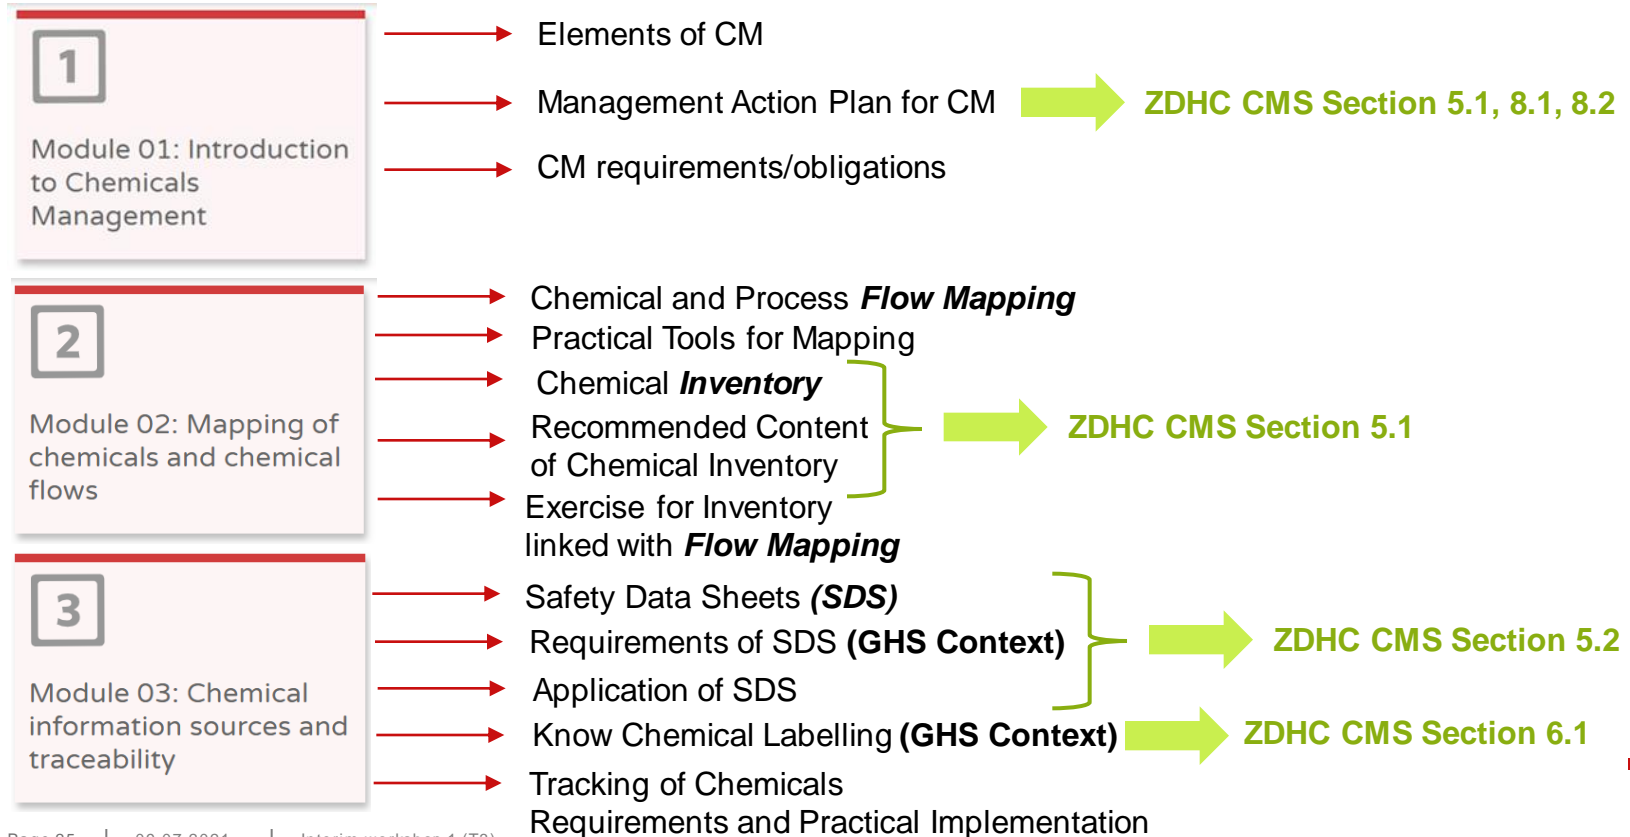 1
Module 01: Introduction
to Chemicals
Management
Elements of CM
Management Action Plan for CM
ZDHC CMS Section 5.1, 8.1, 8.2
CM requirements/obligations
2
Module 02: Mapping of
chemicals and chemical
flows
Chemical and Process Flow Mapping
Practical Tools for Mapping
Chemical Inventory
Recommended Content
of Chemical Inventory
Exercise for Inventory
linked with Flow Mapping
ZDHC CMS Section 5.1
3
Module 03: Chemical
information sources and
traceability
Safety Data Sheets (SDS)
Requirements of SDS (GHS Context)
Application of SDS
ZDHC CMS Section 5.2
Know Chemical Labelling (GHS Context)
ZDHC CMS Section 6.1
Tracking of Chemicals
Requirements and Practical Implementation